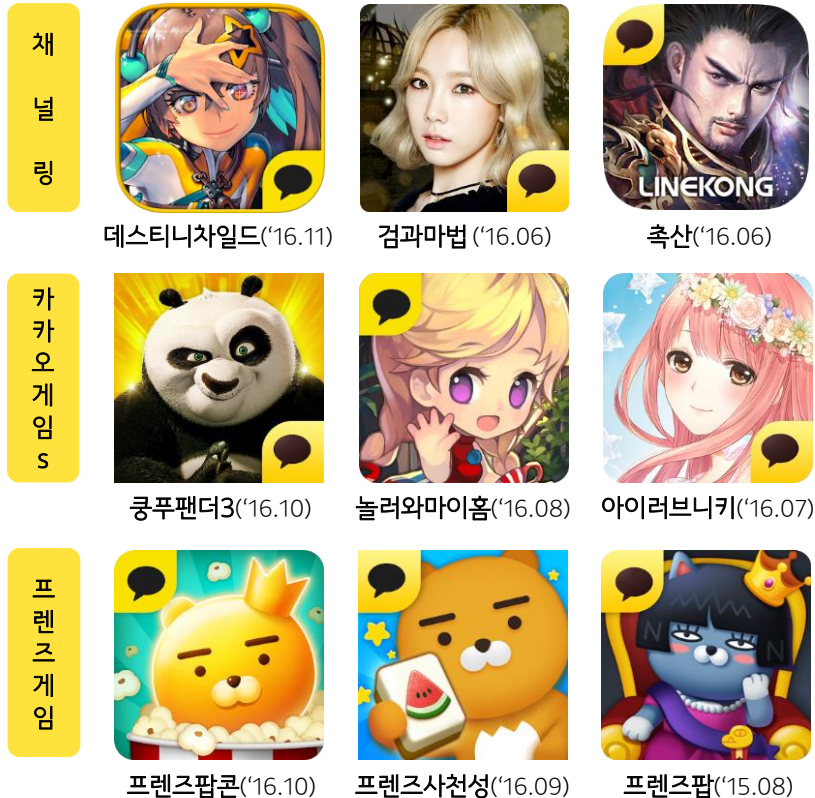 채널링
LINEKONG
데스티니차일드(‘16.11)
검과마법 (‘16.06)
촉산(‘16.06)
카카오게임s
쿵푸팬더3(‘16.10)
놀러와마이홈(‘16.08)
아이러브니키(‘16.07)
프렌즈게임
N N
프렌즈팝콘(‘16.10)
프렌즈사천성(‘16.09)
프렌즈팝(‘15.08)